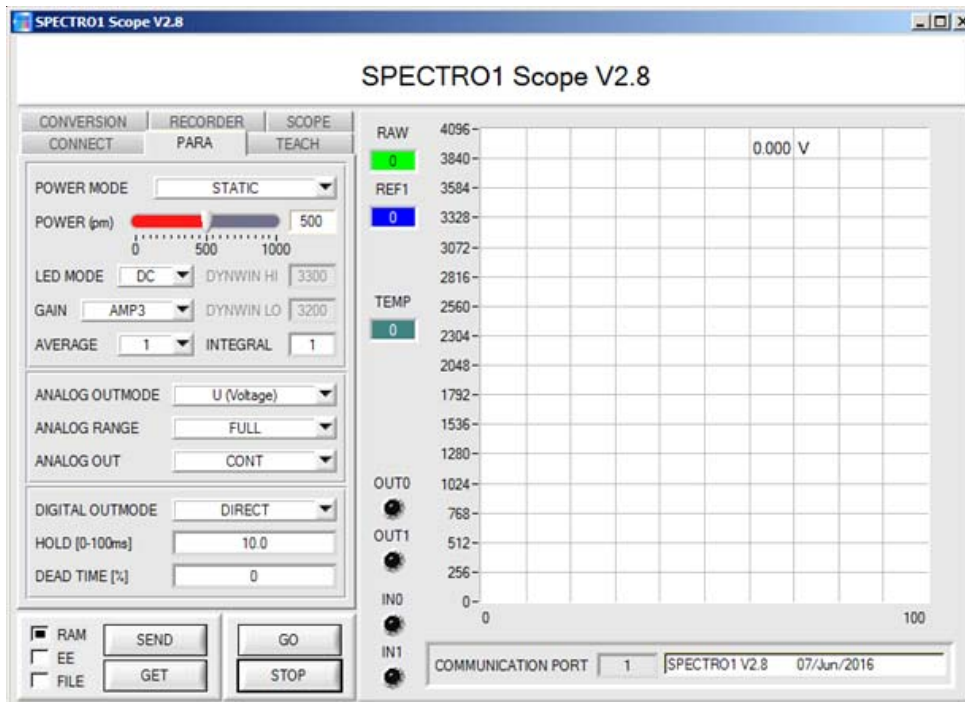 SPECTRO1 Scope V2.8
SPECTRO1 Scope V2.8
CONVERSION RECORDER SCOPE
CONNECT PARA TEACH
POWER MODE STATIC
POWER (pm) 500
0 500 1000
LED MODE DC DYNWIN HI 3300
GAIN AMP3 DYNWIN LO 3200
AVERAGE 1 INTEGRAL 1
ANALOG OUTMODE U (Voltage)
ANALOG RANGE FULL
ANALOG OUT CONT
DIGITAL OUTMODE DIRECT
HOLD [0-100ms] 10.0
DEAD TIME [%] 0
RAM
EE
FILE
SEND
GET
GO
STOP
RAW
0
REF1
0
TEMP
0
OUT0
OUT1
IN0
IN1
4096
3840
3584
3328
3072
2816
2560
2304
2048
1792
1536
1280
1024
768
512
256
0
0.000 V
0 100
COMMUNICATION PORT 1 SPECTRO1 V2.8 07/Jun/2016